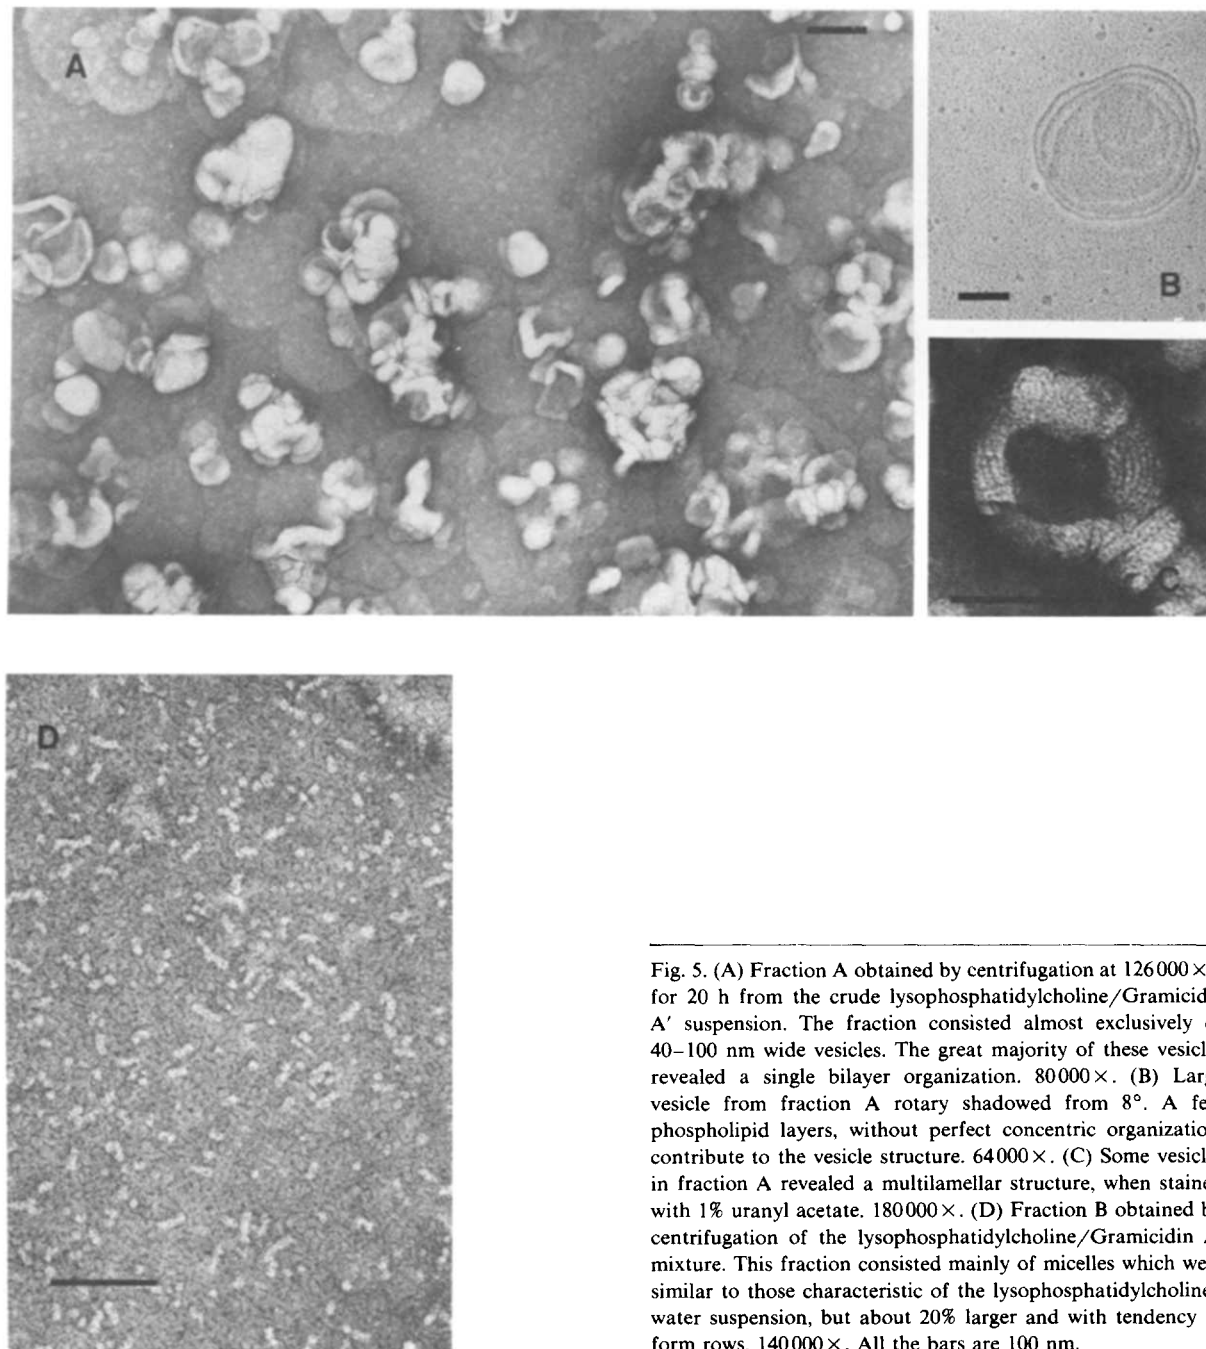 A
B
C
D
Fig. 5. (A) Fraction A obtained by centrifugation at 126000×
for 20 h from the crude lysophosphatidylcholine/Gramicid
A′ suspension. The fraction consisted almost exclusively
40–100 nm wide vesicles. The great majority of these vesicl
revealed a single bilayer organization. 80000×. (B) Larg
vesicle from fraction A rotary shadowed from 8°. A fe
phospholipid layers, without perfect concentric organization
contribute to the vesicle structure. 64000×. (C) Some vesicl
in fraction A revealed a multilamellar structure, when staine
with 1% uranyl acetate. 180000×. (D) Fraction B obtained b
centrifugation of the lysophosphatidylcholine/Gramicidin
mixture. This fraction consisted mainly of micelles which we
similar to those characteristic of the lysophosphatidylcholine
water suspension, but about 20% larger and with tendency
form rows. 140000×. All the bars are 100 nm.